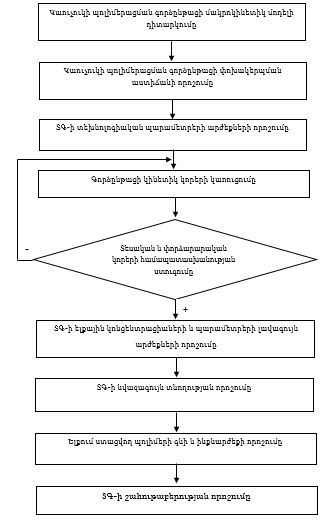 Կաուչուկի պոլիմերացման գործընթացի մակրոկինետիկ մոդելի
դիտարկումը
Կաուչուկի պոլիմերացման գործընթացի փոխակերպման
աստիճանի որոշումը
ՏԳ-ի տեխնոլոգիական պարամետրերի արժեքների որոշումը
Գործընթացի կինետիկ կորերի կառուցումը
Տեսական և փորձարարական
կորերի համապատասխանության
ստուգումը
-
+
ՏԳ-ի ելքային կոնցենտրացիաների և պարամետրերի լավագույն
արժեքների որոշումը
ՏԳ-ի նվազագույն տևողության որոշումը
Ելքում ստացվող պոլիմերի գնի և ինքնարժեքի որոշումը
ՏԳ-ի շահութաբերության որոշումը